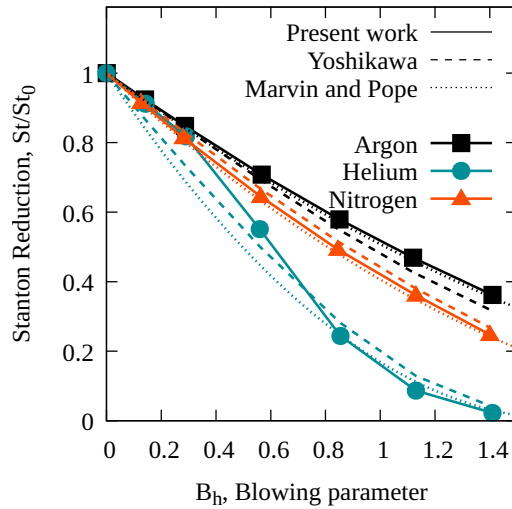 Present work
Yoshikawa
Marvin and Pope
Argon
Helium
Nitrogen
Stanton Reduction, St/St0
1
0.8
0.6
0.4
0.2
0
0 0.2 0.4 0.6 0.8 1 1.2 1.4
Bh, Blowing parameter